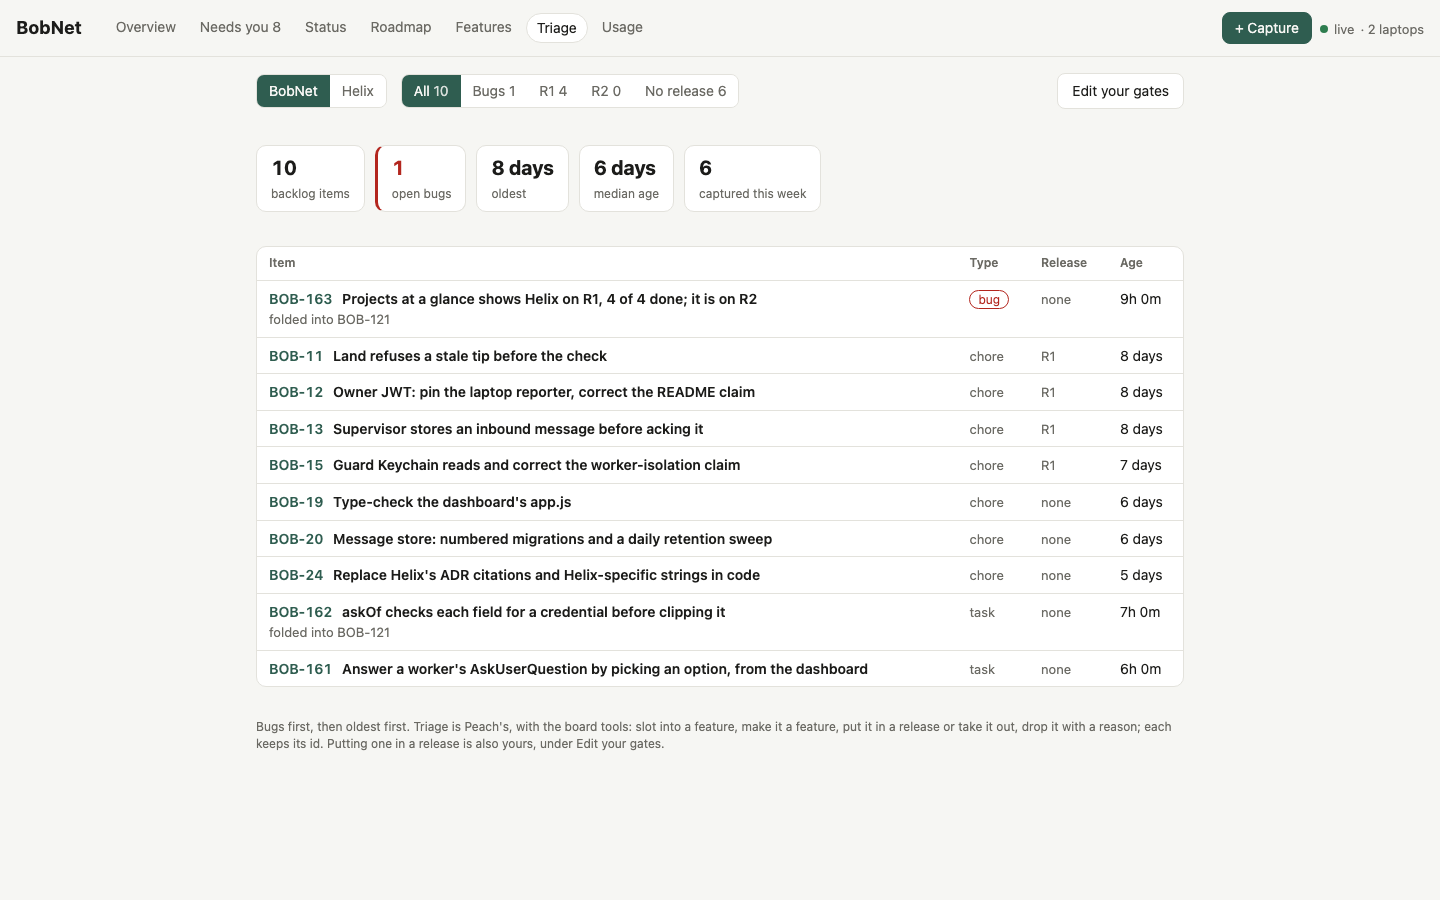 BobNet Overview Needs you 8 Status Roadmap Features Triage Usage + Capture live · 2 laptops
BobNet Helix All 10 Bugs 1 R1 4 R2 0 No release 6 Edit your gates
10 1 8 days 6 days 6
backlog items open bugs oldest median age captured this week
Item Type Release Age
BOB-163 Projects at a glance shows Helix on R1, 4 of 4 done; it is on R2 bug none 9h 0m
folded into BOB-121
BOB-11 Land refuses a stale tip before the check chore R1 8 days
BOB-12 Owner JWT: pin the laptop reporter, correct the README claim chore R1 8 days
BOB-13 Supervisor stores an inbound message before acking it chore R1 8 days
BOB-15 Guard Keychain reads and correct the worker-isolation claim chore R1 7 days
BOB-19 Type-check the dashboard's app.js chore none 6 days
BOB-20 Message store: numbered migrations and a daily retention sweep chore none 6 days
BOB-24 Replace Helix's ADR citations and Helix-specific strings in code chore none 5 days
BOB-162 askOf checks each field for a credential before clipping it task none 7h 0m
folded into BOB-121
BOB-161 Answer a worker's AskUserQuestion by picking an option, from the dashboard task none 6h 0m
Bugs first, then oldest first. Triage is Peach's, with the board tools: slot into a feature, make it a feature, put it in a release or take it out, drop it with a reason; each
keeps its id. Putting one in a release is also yours, under Edit your gates.